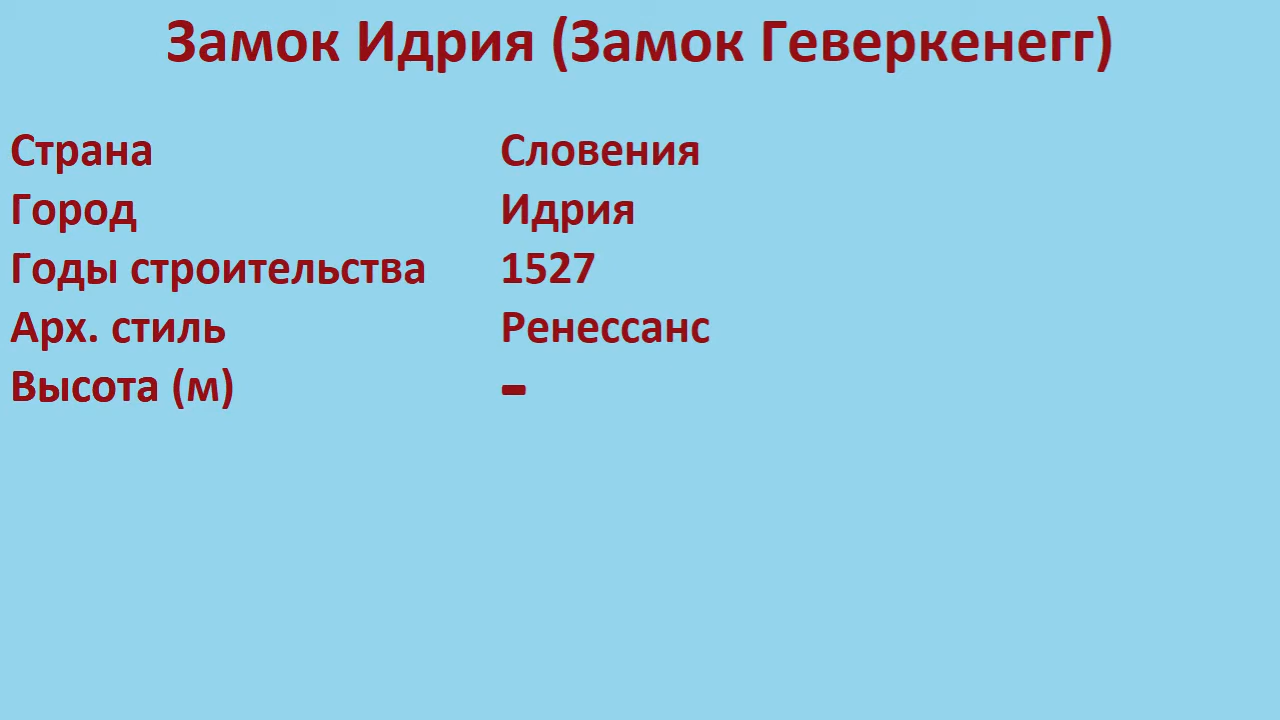 Замок Идрия (Замок Геверкенегг)
Страна Словения
Город Идрия
Годы строительства 1527
Арх. стиль Ренессанс
Высота (м) -